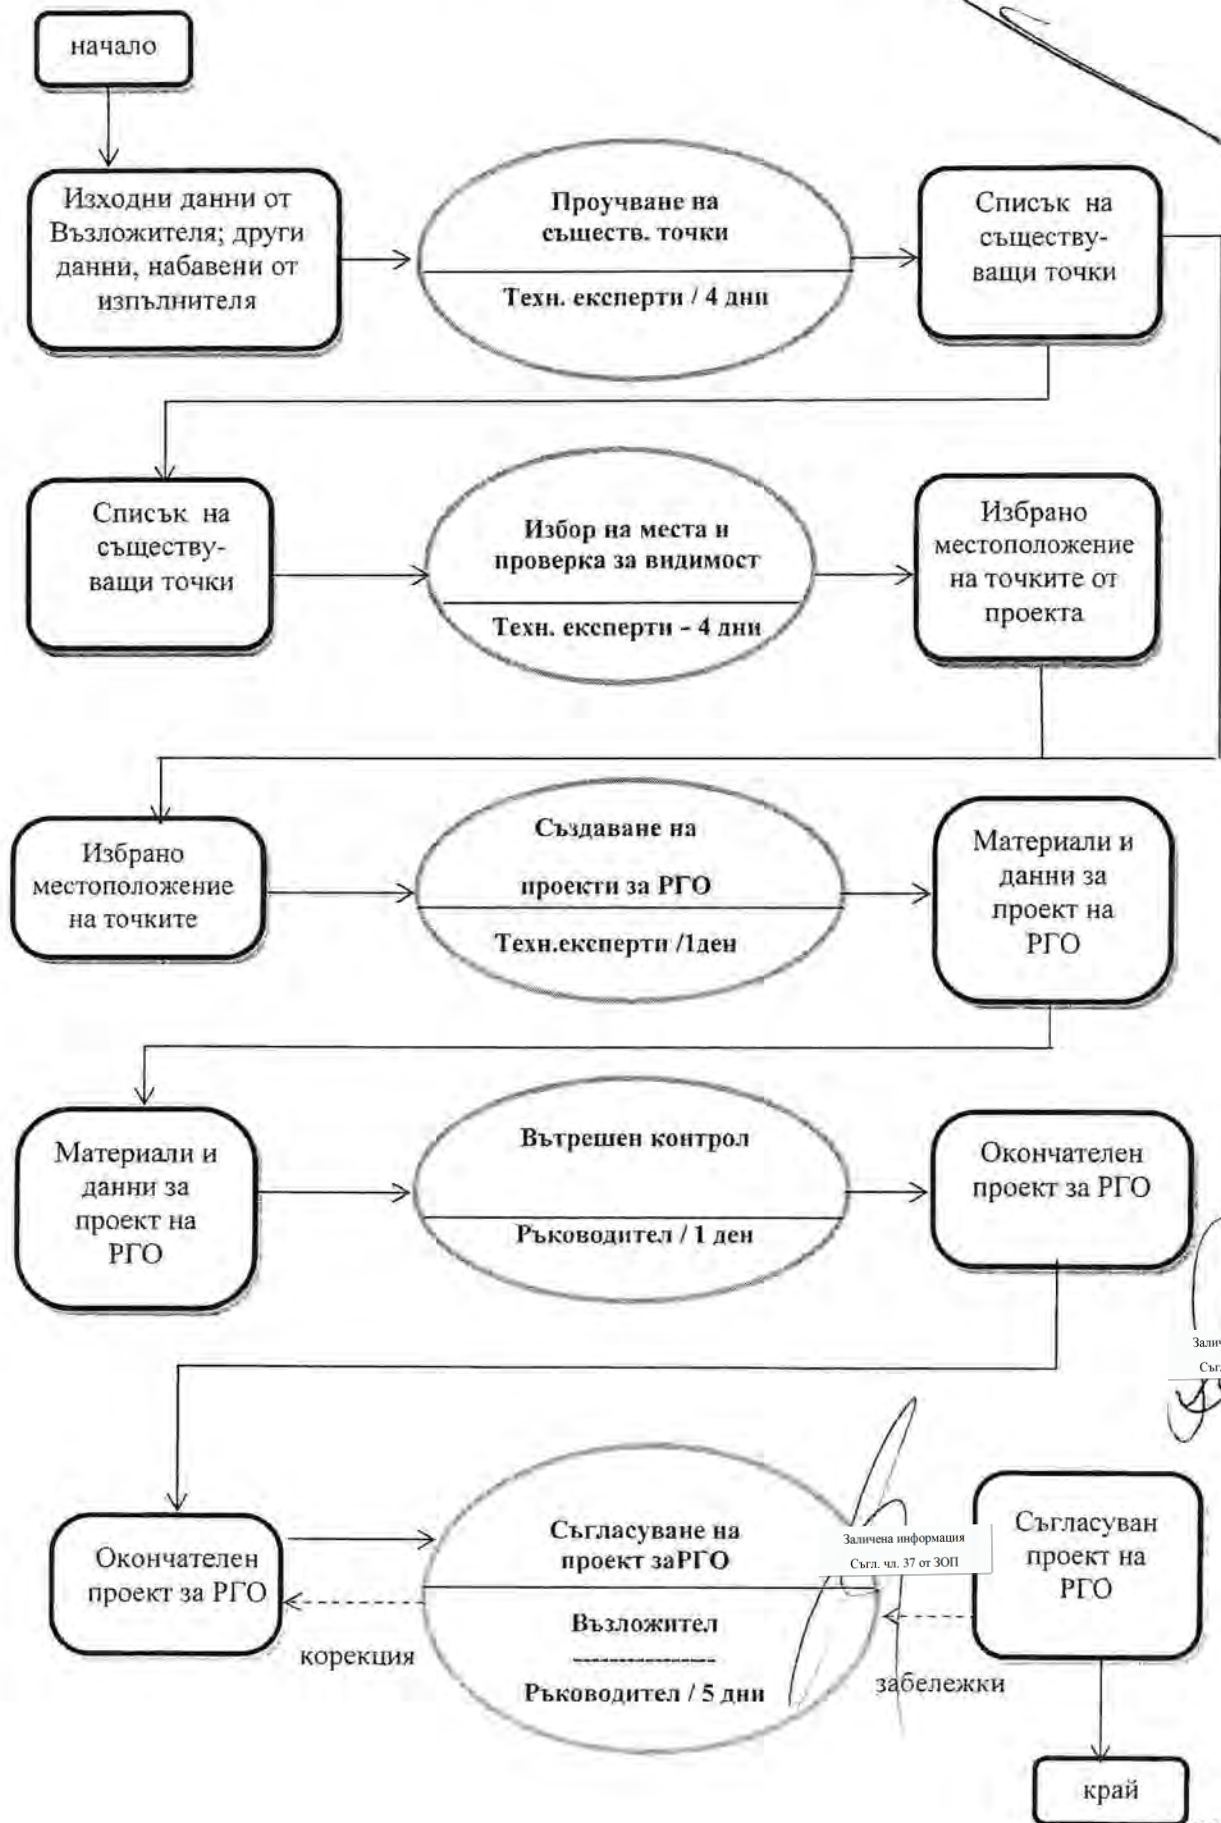 начало
Изходни данни от
Възложителя; други
данни, набавени от
изпълнителя
Проучване на
съществ. точки
Техн. експерти / 4 дни
Списък на
съществу-
ващи точки
Списък на
съществу-
ващи точки
Избор на места и
проверка за видимост
Техн. експерти - 4 дни
Избрано
местоположение
на точките от
проекта
Избрано
местоположение
на точките
Създаване на
проекти за РГО
Техн.експерти /1ден
Материали и
данни за
проект на
РГО
Материали и
данни за
проект на
РГО
Вътрешен контрол
Ръководител / 1 ден
Окончателен
проект за РГО
Окончателен
проект за РГО
Съгласуване на
проект заРГО
Възложител
Ръководител / 5 дни
корекция
Заличена информация
Съгл. чл. 37 от ЗОП
забележки
Съгласуван
проект на
РГО
край